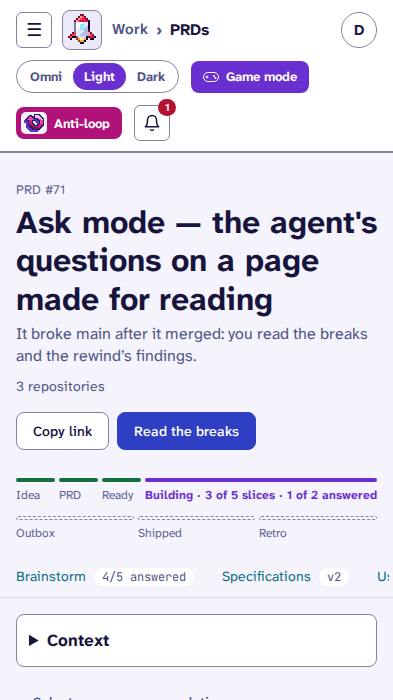 Work › PRDs
D
Omni Light Dark
Game mode
Anti-loop
1
PRD #71
Ask mode — the agent's
questions on a page
made for reading
It broke main after it merged: you read the breaks
and the rewind's findings.
3 repositories
Copy link
Read the breaks
Idea PRD Ready Building · 3 of 5 slices · 1 of 2 answered
Outbox Shipped Retro
Brainstorm 4/5 answered Specifications v2
Context